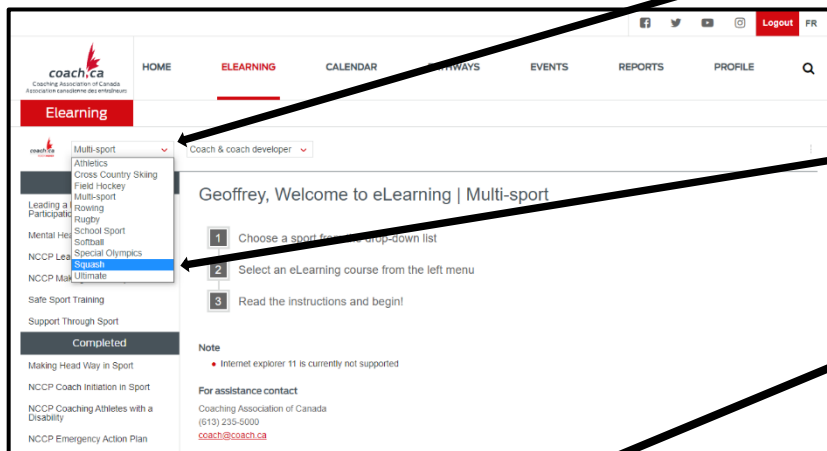 Logout FR
coach.ca
Coaching Association of Canada
Association canadienne des entraîneurs
HOME ELEARNING CALENDAR PATHWAYS EVENTS REPORTS PROFILE
Elearning
coach.ca Multi-sport Coach & coach developer
Athletics
Cross Country Skiing
Field Hockey
Multi-sport
Rowing
Rugby
School Sport
Softball
Special Olympics
Squash
Ultimate
Leading a
Participatio
Mental Hea
NCCP Lea
NCCP Mak
Safe Sport Training
Support Through Sport
Completed
Making Head Way in Sport
NCCP Coach Initiation in Sport
NCCP Coaching Athletes with a
Disability
NCCP Emergency Action Plan
Geoffrey, Welcome to eLearning | Multi-sport
1 Choose a sport from the drop-down list
2 Select an eLearning course from the left menu
3 Read the instructions and begin!
Note
Internet explorer 11 is currently not supported
For assistance contact
Coaching Association of Canada
(613) 235-5000
coach@coach.ca